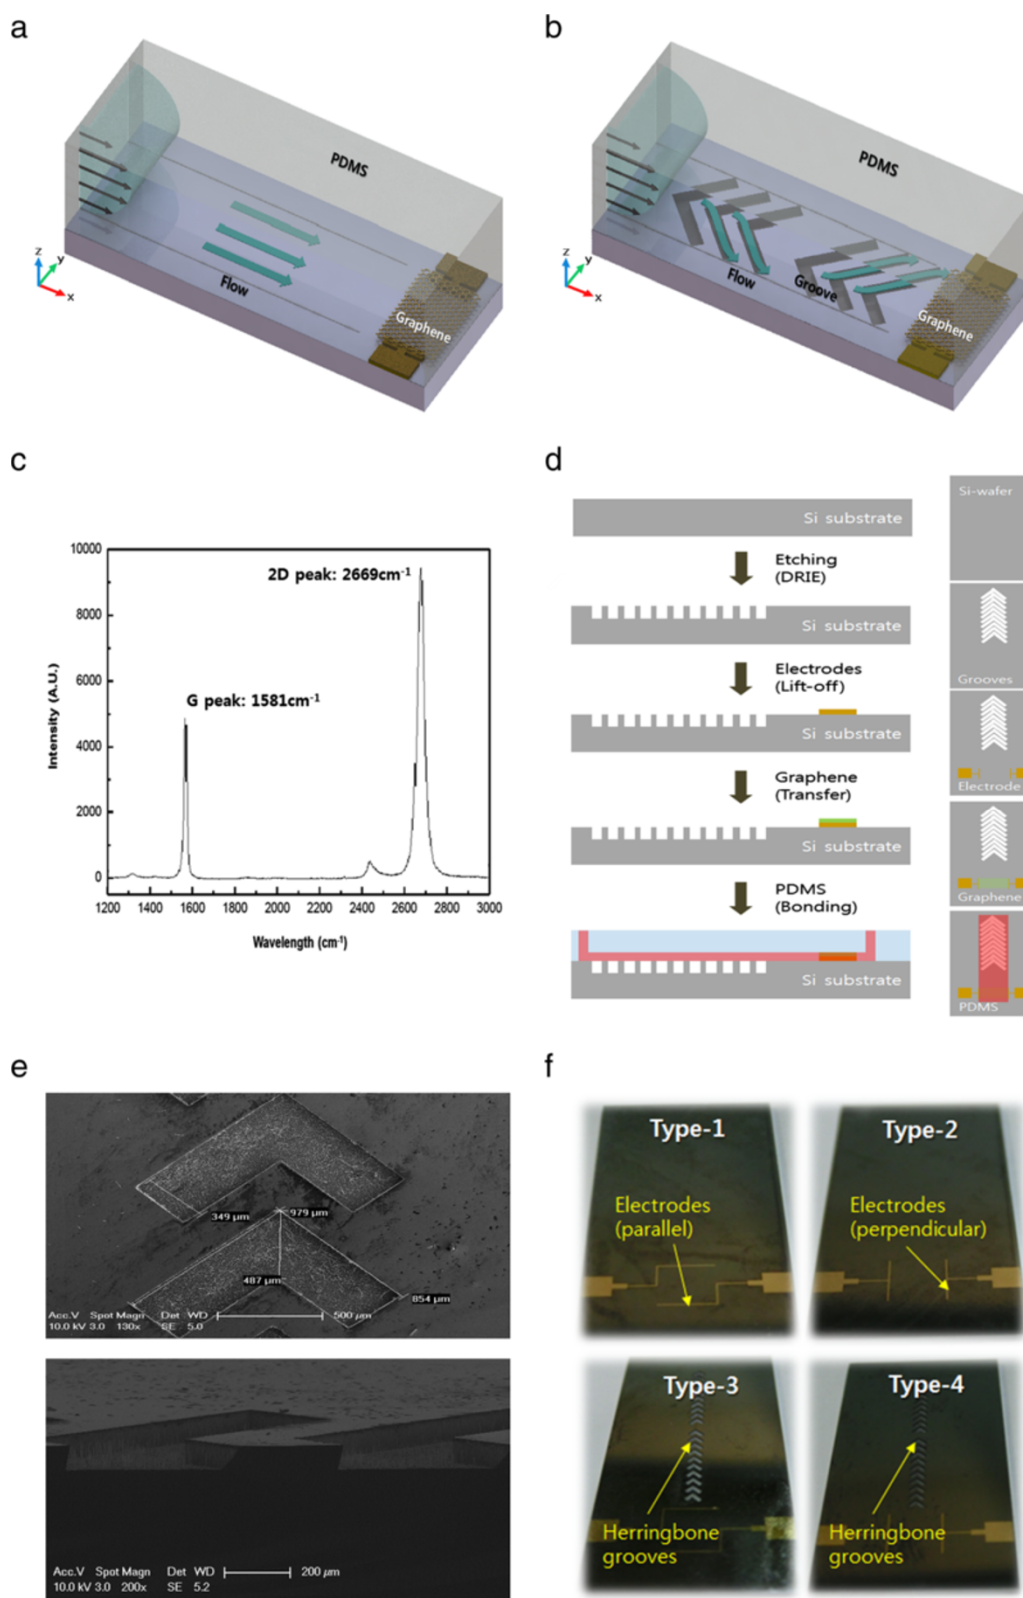 a
PDMS
Flow
Graphene
z
y
x
b
PDMS
Flow
Groove
Graphene
z
y
x
c
10000
8000
6000
4000
2000
0
Intensity (A.U.)
2D peak: 2669cm-1
G peak: 1581cm-1
1200 1400 1600 1800 2000 2200 2400 2600 2800 3000
Wavelength (cm-1)
d
Si substrate
Etching
(DRIE)
Si substrate
Electrodes
(Lift-off)
Si substrate
Graphene
(Transfer)
Si substrate
PDMS
(Bonding)
Si substrate
Si-wafer
Grooves
Electrode
Graphene
PDMS
e
349 µm
979 µm
487 µm
854 µm
Acc.V Spot Magn Det WD
10.0 kV 3.0 130x SE 5.0
500 µm
Acc.V Spot Magn Det WD
10.0 kV 3.0 200x SE 5.2
200 µm
f
Type-1
Electrodes
(parallel)
Type-2
Electrodes
(perpendicular)
Type-3
Herringbone
grooves
Type-4
Herringbone
grooves